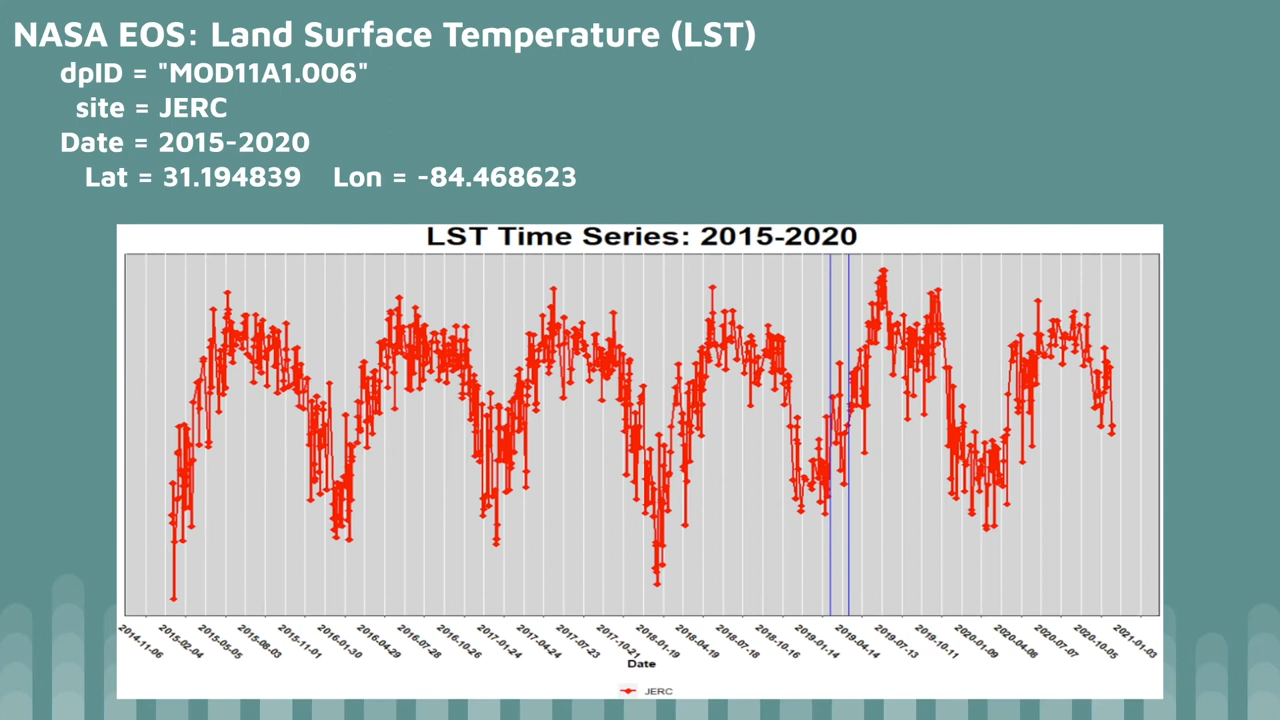 NASA EOS: Land Surface Temperature (LST)
dpID = "MOD11A1.006"
site = JERC
Date = 2015-2020
Lat = 31.194839 Lon = -84.468623
LST Time Series: 2015-2020
2014-11-06 2015-02-04 2015-05-05 2015-08-03 2015-11-01 2016-01-30 2016-04-29 2016-07-28 2016-10-26 2017-01-24 2017-04-24 2017-07-23 2017-10-21 2018-01-19 2018-04-19 2018-07-18 2018-10-16 2019-01-14 2019-04-14 2019-07-13 2019-10-11 2020-01-09 2020-04-08 2020-07-07 2020-10-05 2021-01-03
Date
JERC